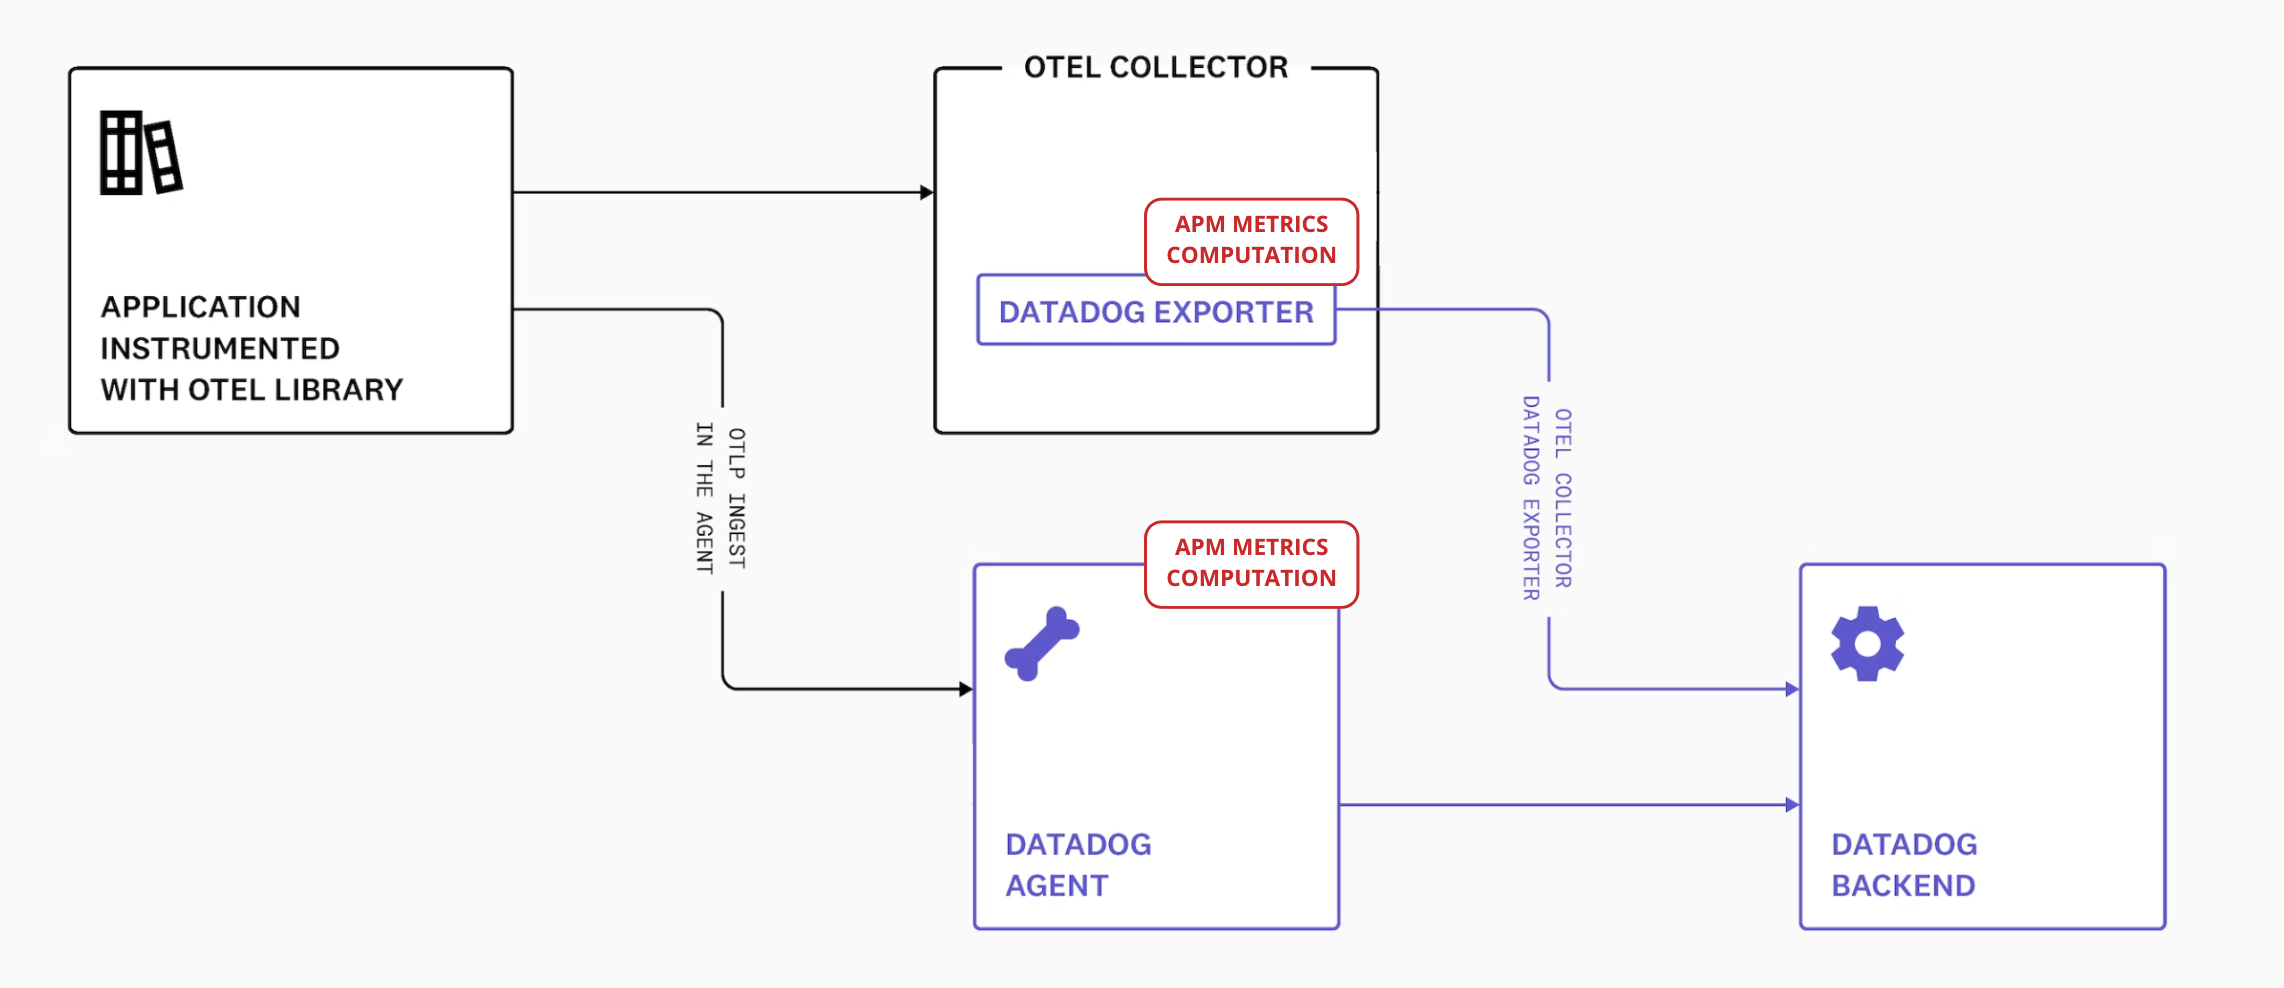 OTEL COLLECTOR
APM METRICS
COMPUTATION
DATADOG EXPORTER
APPLICATION
INSTRUMENTED
WITH OTEL LIBRARY
OTLP INGEST
IN THE AGENT
OTEL COLLECTOR
DATADOG EXPORTER
APM METRICS
COMPUTATION
DATADOG
AGENT
DATADOG
BACKEND